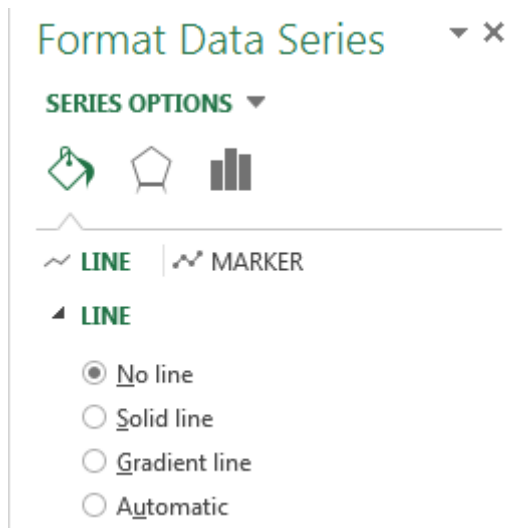 Format Data Series
SERIES OPTIONS
LINE MARKER
LINE
No line
Solid line
Gradient line
Automatic